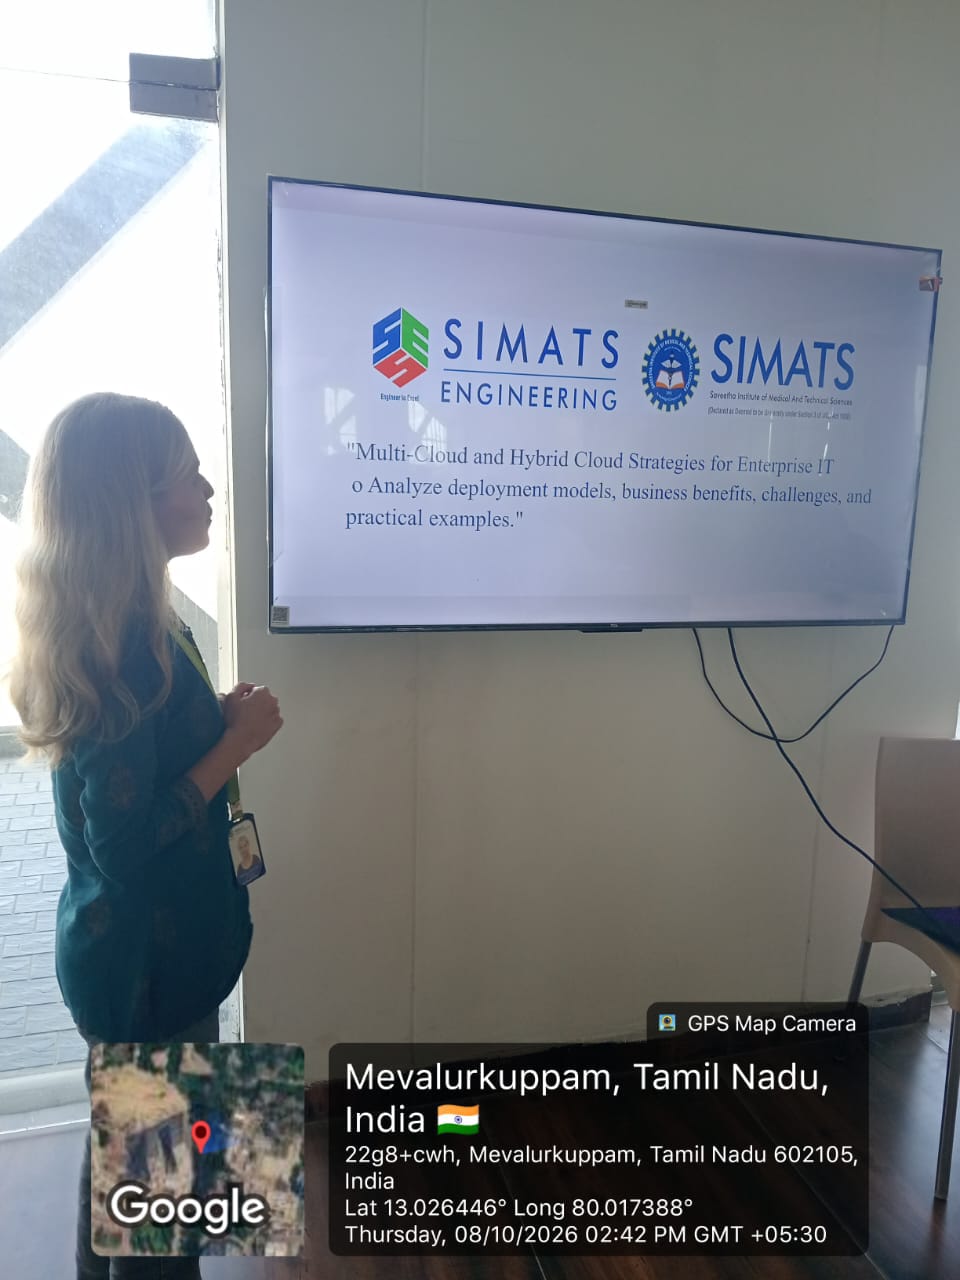 SIMATS
ENGINEERING
Engineer to Excel
SIMATS
Saveetha Institute of Medical And Technical Sciences
"Multi-Cloud and Hybrid Cloud Strategies for Enterprise IT
o Analyze deployment models, business benefits, challenges, and
practical examples."
GPS Map Camera
Mevalurkuppam, Tamil Nadu,
India 🇮🇳
22g8+cwh, Mevalurkuppam, Tamil Nadu 602105,
India
Lat 13.026446° Long 80.017388°
Thursday, 08/10/2026 02:42 PM GMT +05:30
Google